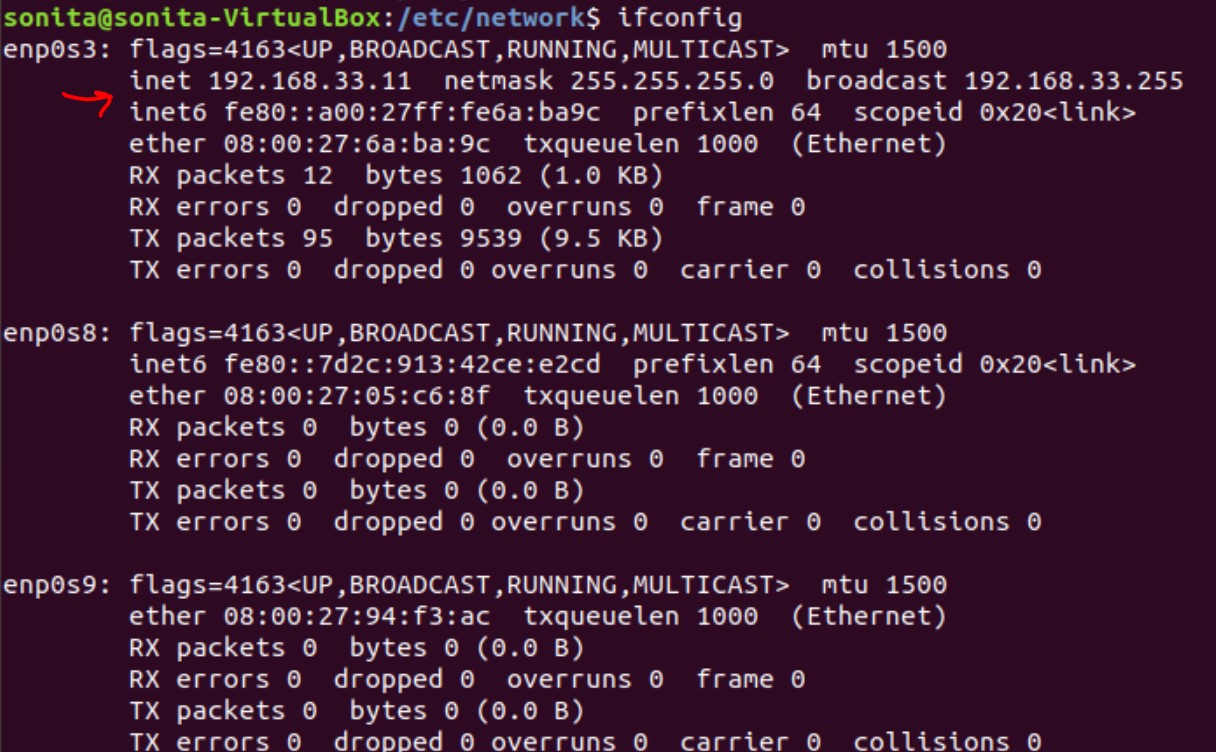 sonita@sonita-VirtualBox:/etc/network$ ifconfig
enp0s3: flags=4163<UP,BROADCAST,RUNNING,MULTICAST>  mtu 1500
        inet 192.168.33.11  netmask 255.255.255.0  broadcast 192.168.33.255
        inet6 fe80::a00:27ff:fe6a:ba9c  prefixlen 64  scopeid 0x20<link>
        ether 08:00:27:6a:ba:9c  txqueuelen 1000  (Ethernet)
        RX packets 12  bytes 1062 (1.0 KB)
        RX errors 0  dropped 0  overruns 0  frame 0
        TX packets 95  bytes 9539 (9.5 KB)
        TX errors 0  dropped 0 overruns 0  carrier 0  collisions 0

enp0s8: flags=4163<UP,BROADCAST,RUNNING,MULTICAST>  mtu 1500
        inet6 fe80::7d2c:913:42ce:e2cd  prefixlen 64  scopeid 0x20<link>
        ether 08:00:27:05:c6:8f  txqueuelen 1000  (Ethernet)
        RX packets 0  bytes 0 (0.0 B)
        RX errors 0  dropped 0  overruns 0  frame 0
        TX packets 0  bytes 0 (0.0 B)
        TX errors 0  dropped 0 overruns 0  carrier 0  collisions 0

enp0s9: flags=4163<UP,BROADCAST,RUNNING,MULTICAST>  mtu 1500
        ether 08:00:27:94:f3:ac  txqueuelen 1000  (Ethernet)
        RX packets 0  bytes 0 (0.0 B)
        RX errors 0  dropped 0  overruns 0  frame 0
        TX packets 0  bytes 0 (0.0 B)
        TX errors 0  dropped 0 overruns 0  carrier 0  collisions 0